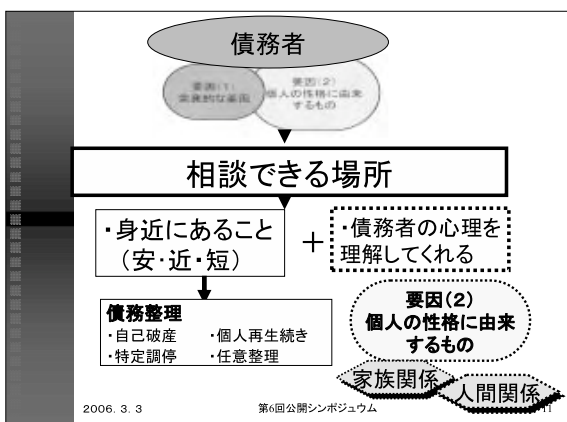 債務者
要因(1)
要因(2)
個人の性格に由来
するもの
相談できる場所
・身近にあること
(安・近・短)
+
・債務者の心理を
理解してくれる
債務整理
・自己破産 ・個人再生続き
・特定調停 ・任意整理
要因(2)
個人の性格に由来
するもの
家族関係
人間関係
2006. 3. 3
第6回公開シンポジュウム
11